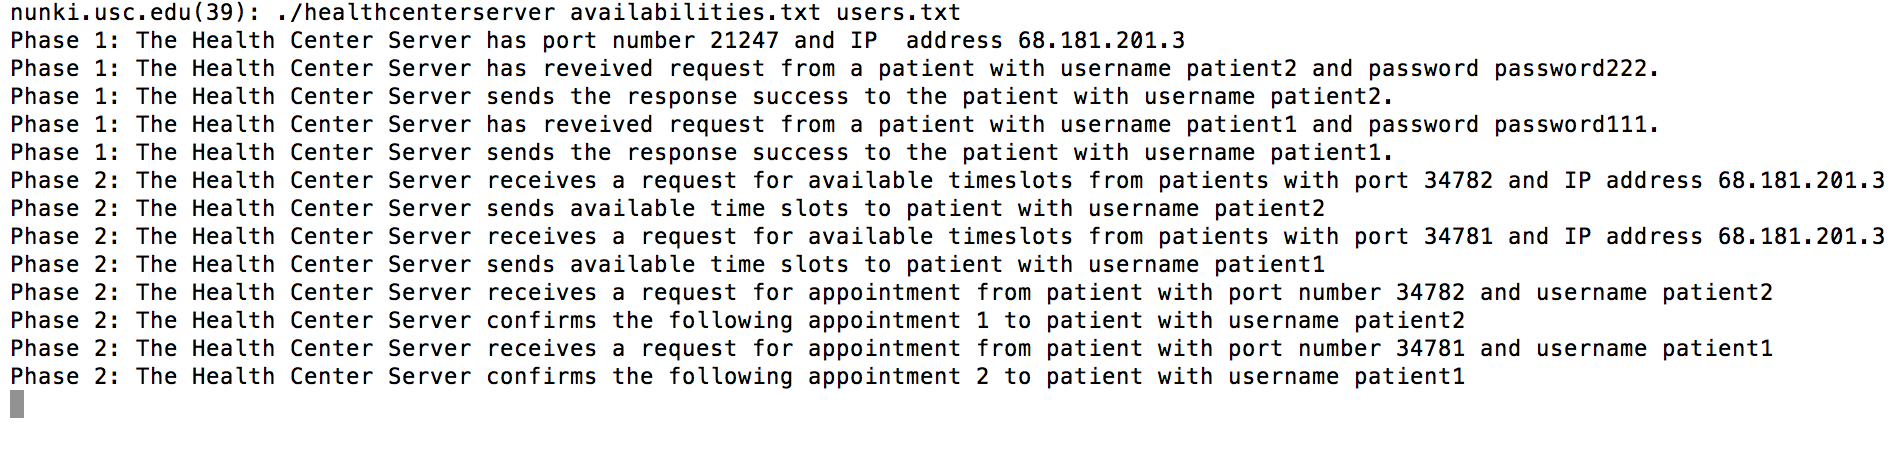 nunki.usc.edu(39): ./healthcenterserver availabilities.txt users.txt
Phase 1: The Health Center Server has port number 21247 and IP  address 68.181.201.3
Phase 1: The Health Center Server has reveived request from a patient with username patient2 and password password222.
Phase 1: The Health Center Server sends the response success to the patient with username patient2.
Phase 1: The Health Center Server has reveived request from a patient with username patient1 and password password111.
Phase 1: The Health Center Server sends the response success to the patient with username patient1.
Phase 2: The Health Center Server receives a request for available timeslots from patients with port 34782 and IP address 68.181.201.3
Phase 2: The Health Center Server sends available time slots to patient with username patient2
Phase 2: The Health Center Server receives a request for available timeslots from patients with port 34781 and IP address 68.181.201.3
Phase 2: The Health Center Server sends available time slots to patient with username patient1
Phase 2: The Health Center Server receives a request for appointment from patient with port number 34782 and username patient2
Phase 2: The Health Center Server confirms the following appointment 1 to patient with username patient2
Phase 2: The Health Center Server receives a request for appointment from patient with port number 34781 and username patient1
Phase 2: The Health Center Server confirms the following appointment 2 to patient with username patient1